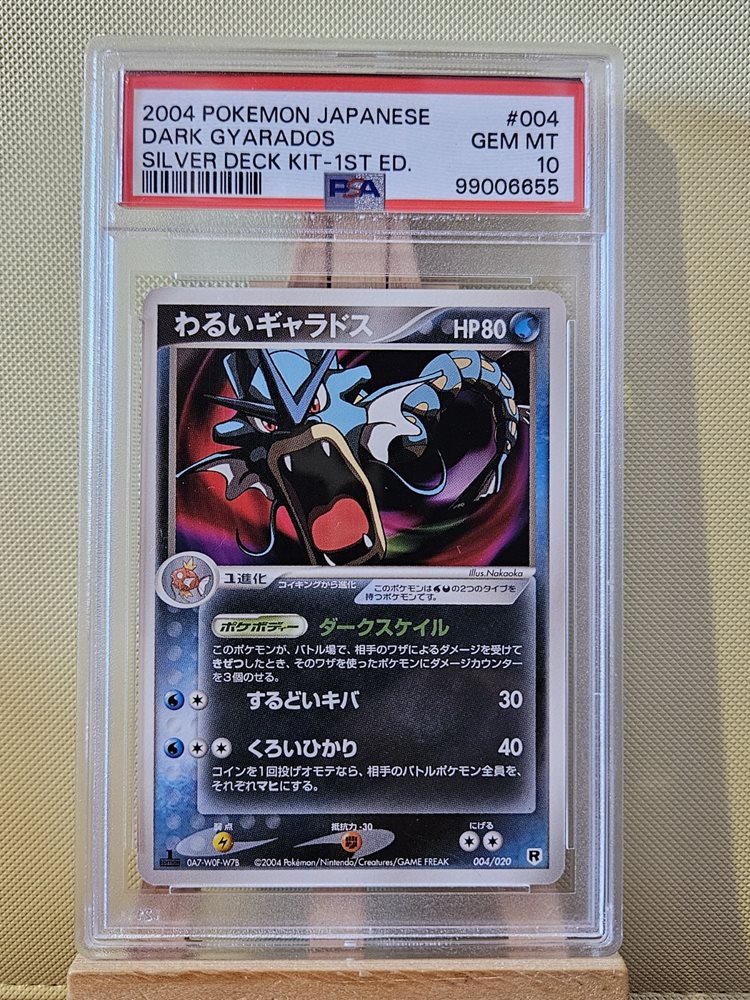 2004 POKEMON JAPANESE #004
DARK GYARADOS GEM MT
SILVER DECK KIT-1ST ED. 10
PSA 99006655
わるいギャラドス HP80
Illus.Nakaoka
1進化 コイキングから進化
このポケモンは の2つのタイプを
持つポケモンです。
ポケボディー ダークスケイル
このポケモンが、バトル場で、相手のワザによるダメージを受けて
きぜつしたとき、そのワザを使ったポケモンにダメージカウンター
を3個のせる。
するどいキバ 30
くろいひかり 40
コインを1回投げオモテなら、相手のバトルポケモン全員を、
それぞれマヒにする。
弱点 抵抗力 -30 にげる
1 EDITION 0A7-W0F-W7B ©2004 Pokémon/Nintendo/Creatures/GAME FREAK 004/020 R